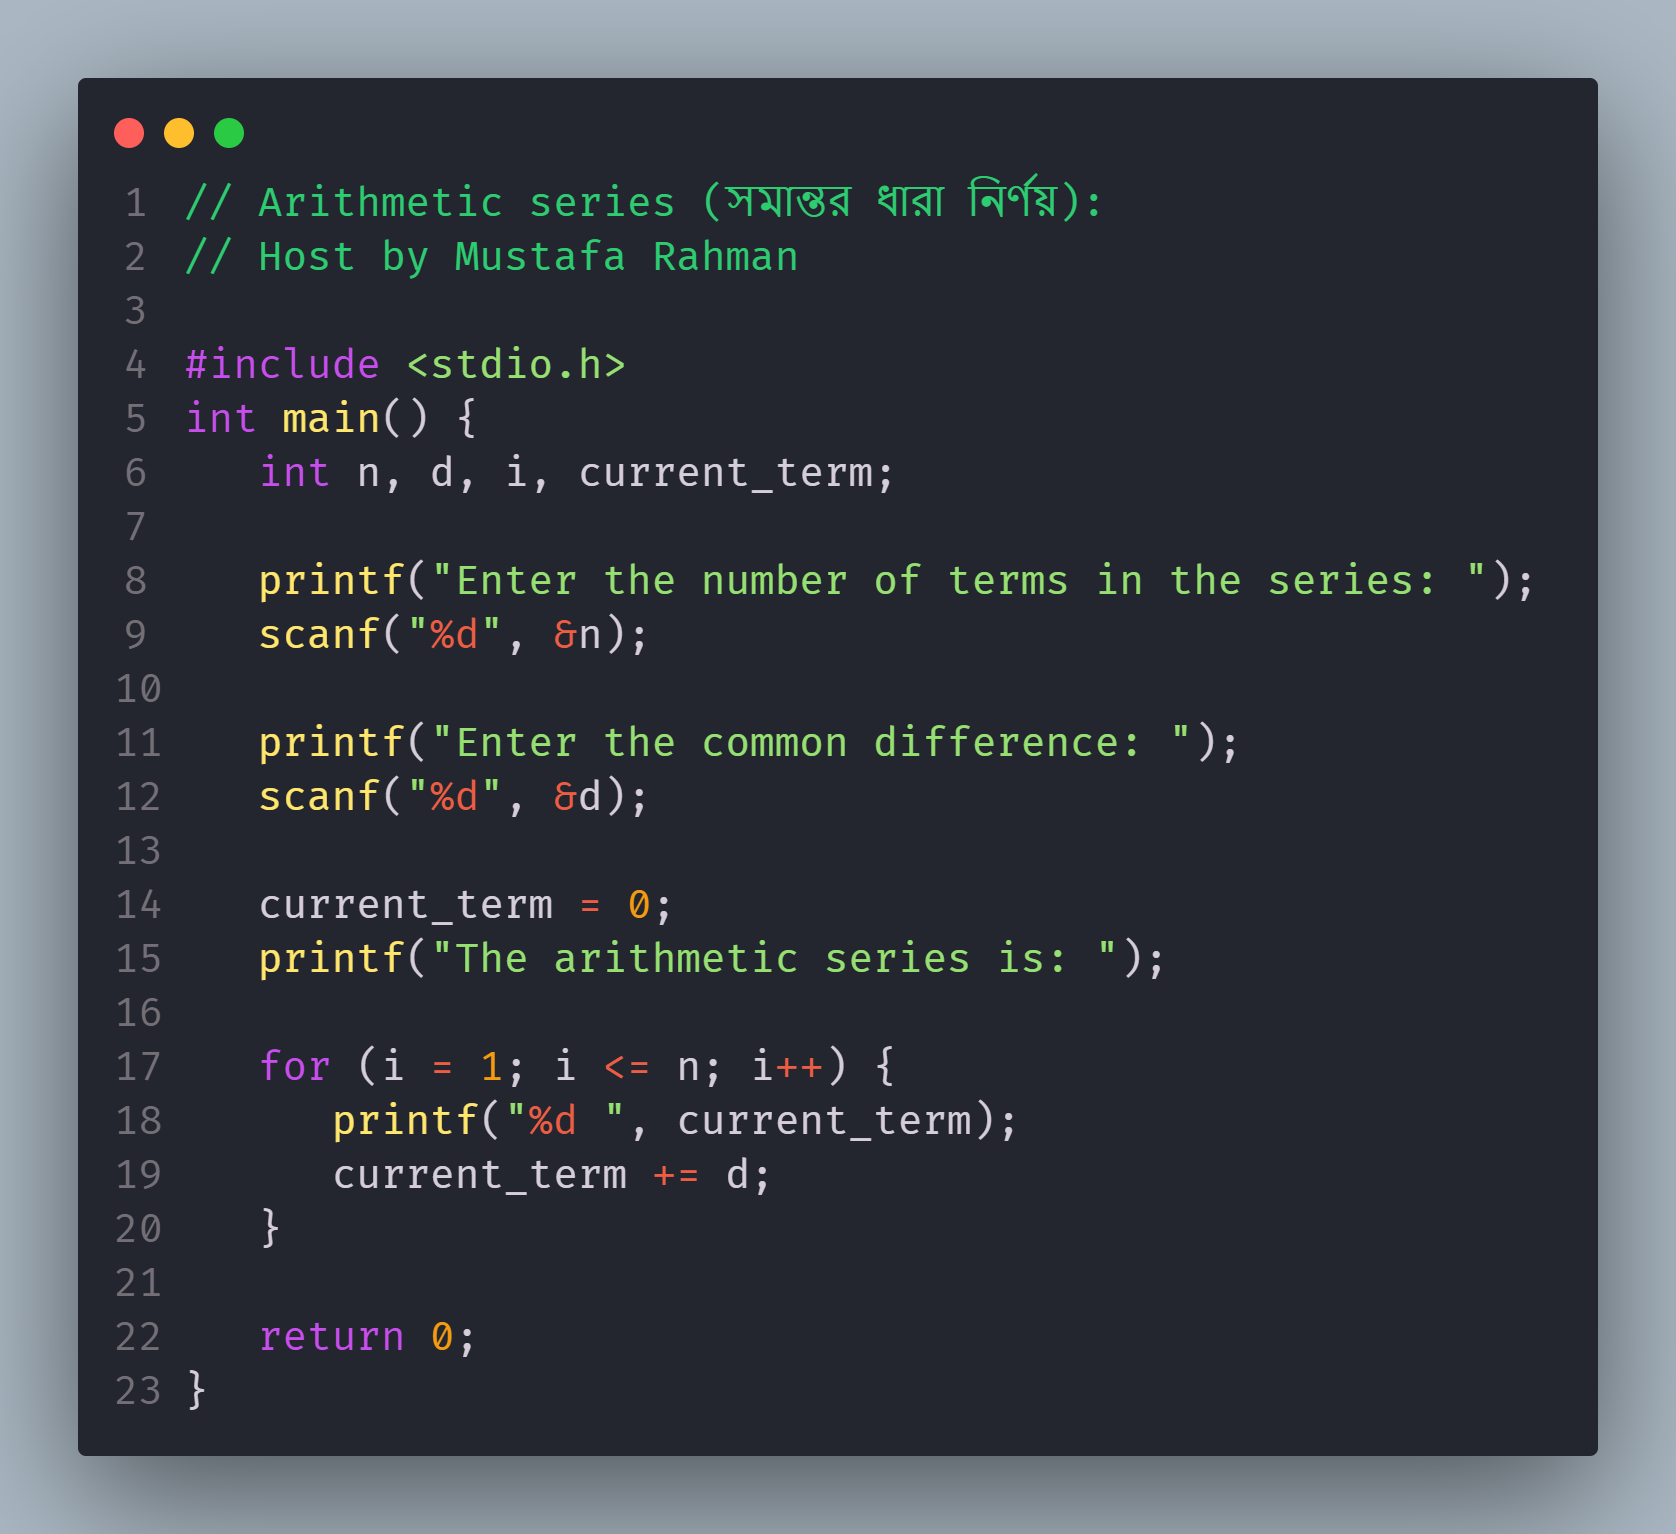 1 // Arithmetic series (সমান্তর ধারা নির্ণয়):
2 // Host by Mustafa Rahman
3
4 #include <stdio.h>
5 int main() {
6    int n, d, i, current_term;
7
8    printf("Enter the number of terms in the series: ");
9    scanf("%d", &n);
10
11    printf("Enter the common difference: ");
12    scanf("%d", &d);
13
14    current_term = 0;
15    printf("The arithmetic series is: ");
16
17    for (i = 1; i <= n; i++) {
18       printf("%d ", current_term);
19       current_term += d;
20    }
21
22    return 0;
23 }